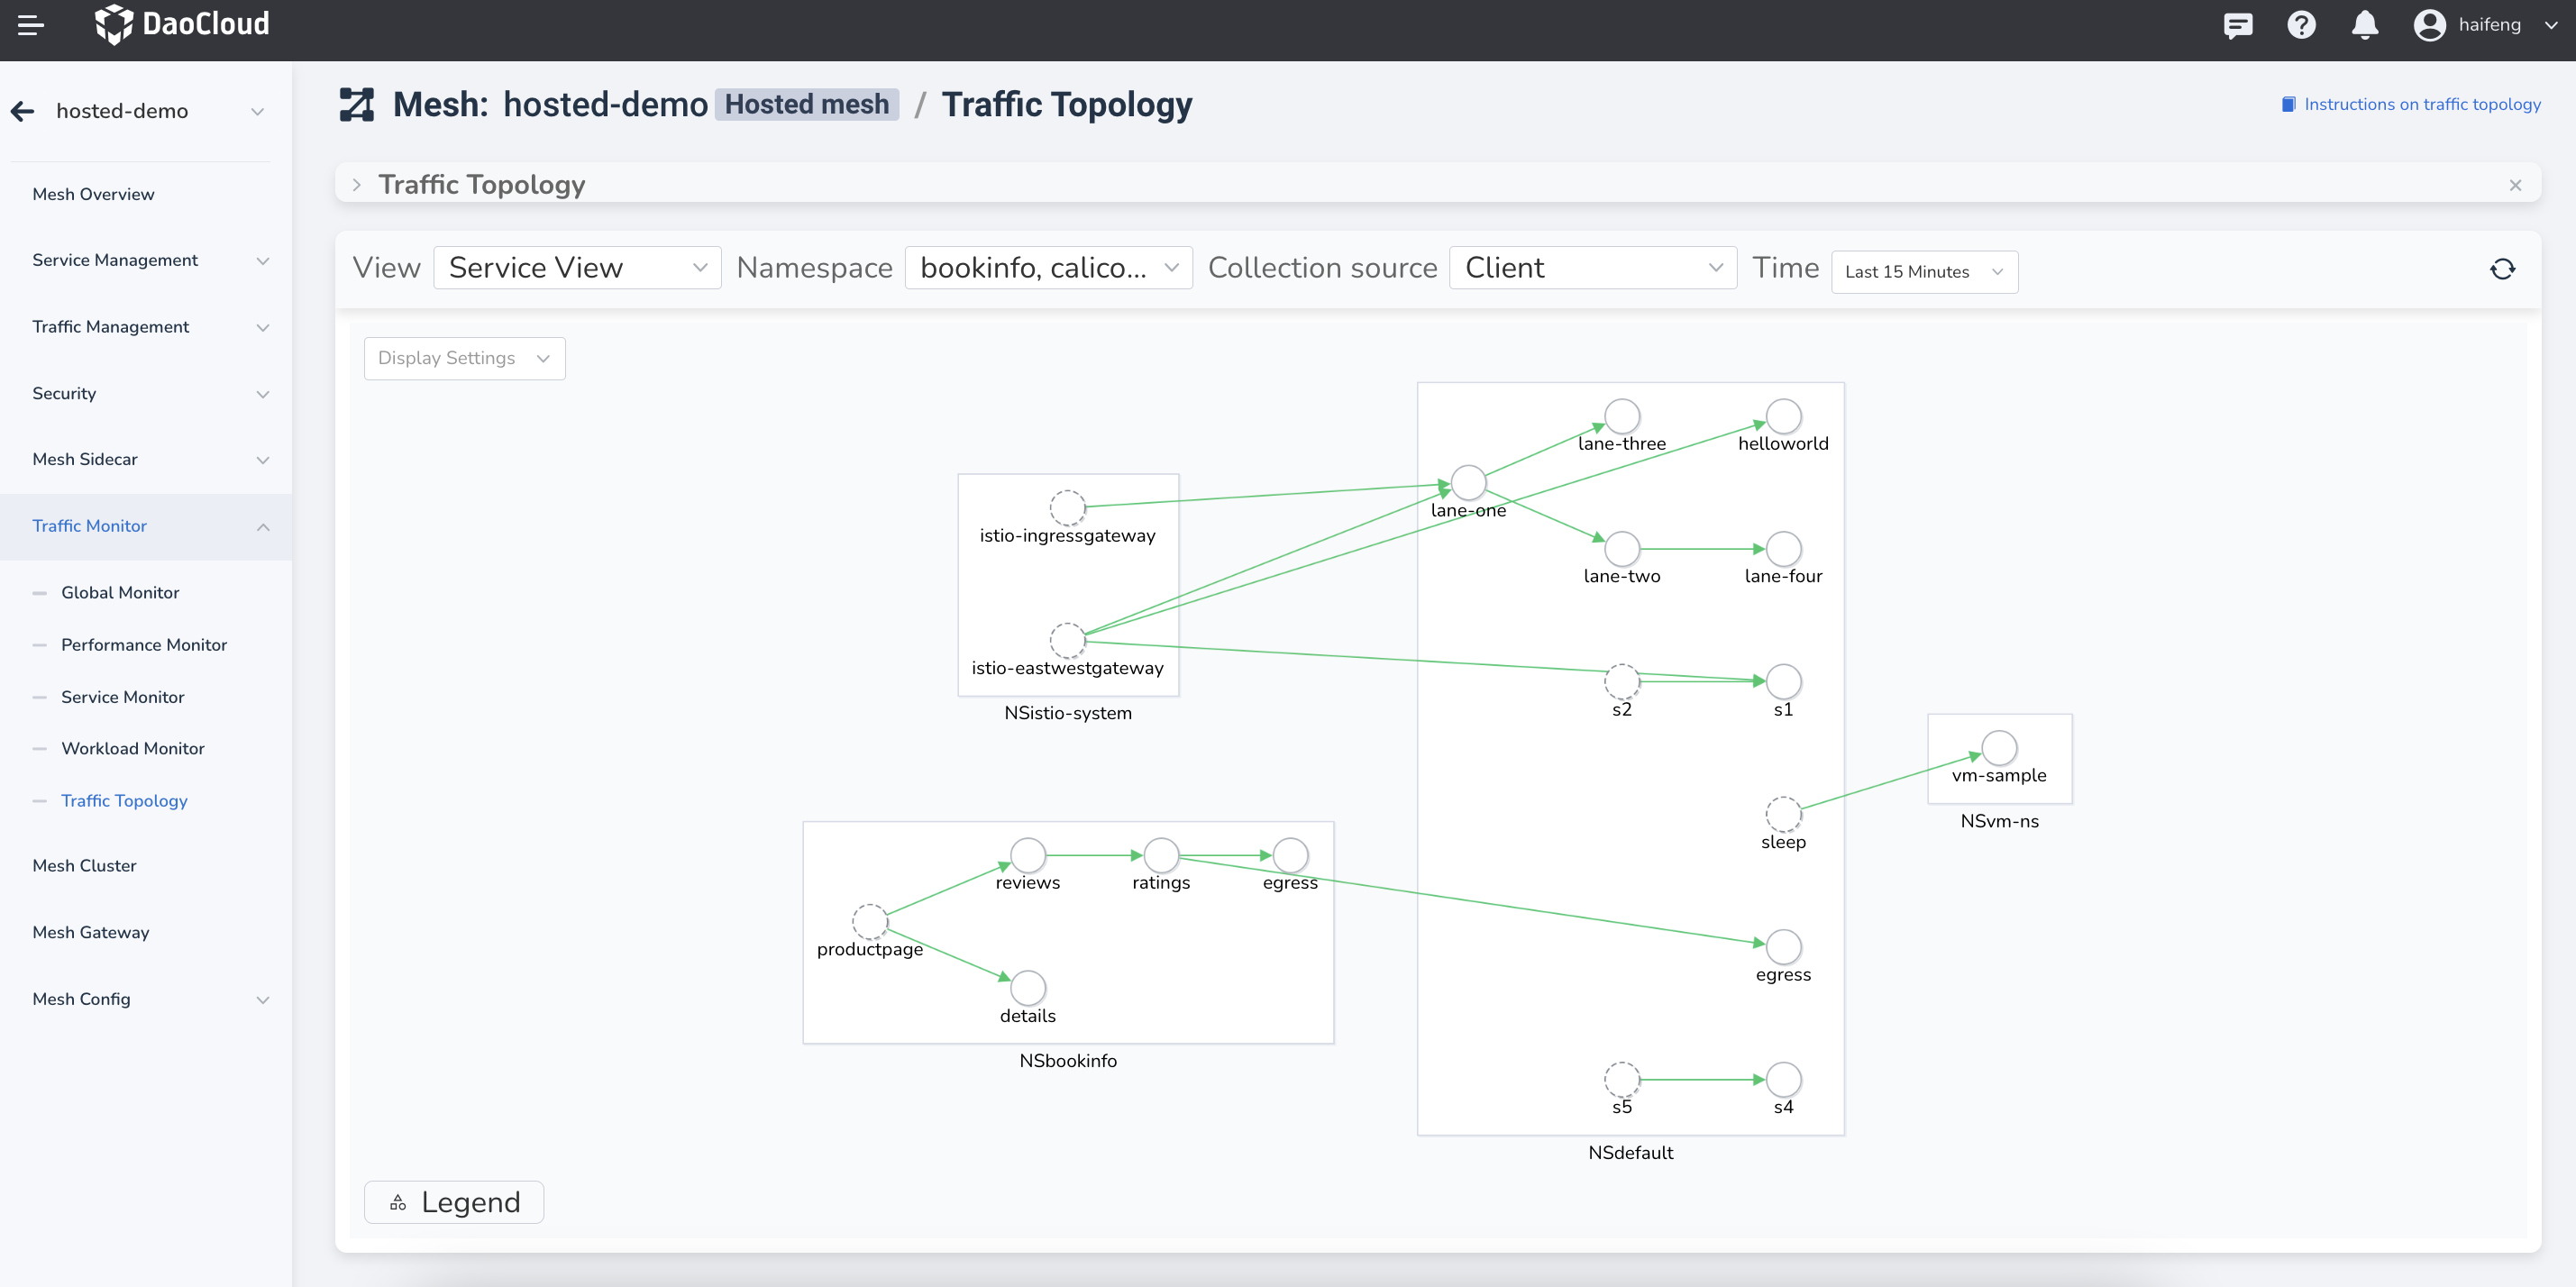 DaoCloud
haifeng
hosted-demo
Mesh: hosted-demo Hosted mesh / Traffic Topology
Instructions on traffic topology
Mesh Overview
Service Management
Traffic Management
Security
Mesh Sidecar
Traffic Monitor
Global Monitor
Performance Monitor
Service Monitor
Workload Monitor
Traffic Topology
Mesh Cluster
Mesh Gateway
Mesh Config
Traffic Topology
View Service View Namespace bookinfo, calico... Collection source Client Time Last 15 Minutes
Display Settings
lane-three
helloworld
lane-one
istio-ingressgateway
lane-two
lane-four
istio-eastwestgateway
NSistio-system
s2
s1
vm-sample
NSvm-ns
sleep
reviews
ratings
egress
productpage
egress
details
NSbookinfo
s5
s4
NSdefault
Legend